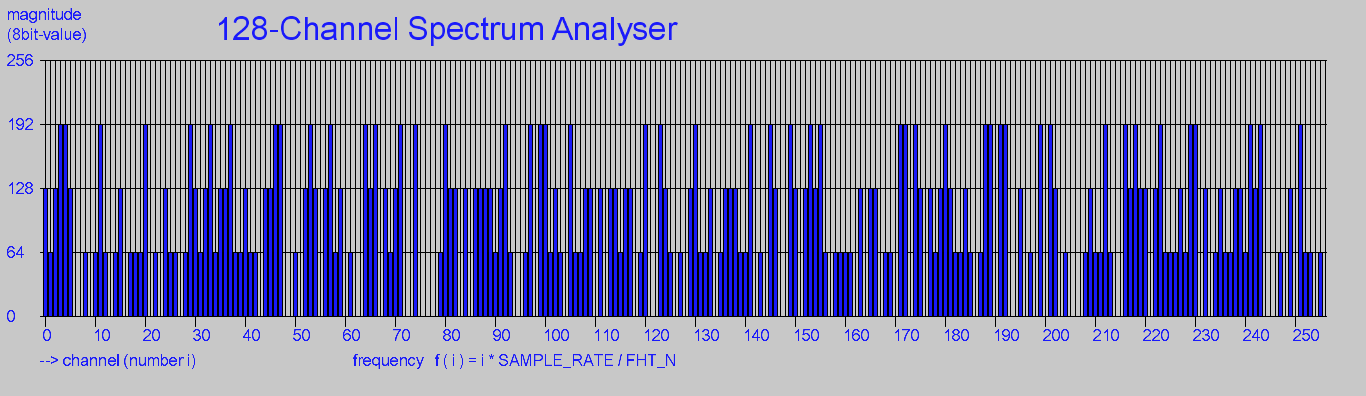 magnitude
(8bit-value)
128-Channel Spectrum Analyser
256
192
128
64
0
0 10 20 30 40 50 60 70 80 90 100 110 120 130 140 150 160 170 180 190 200 210 220 230 240 250
--> channel (number i)
frequency f ( i ) = i * SAMPLE_RATE / FHT_N